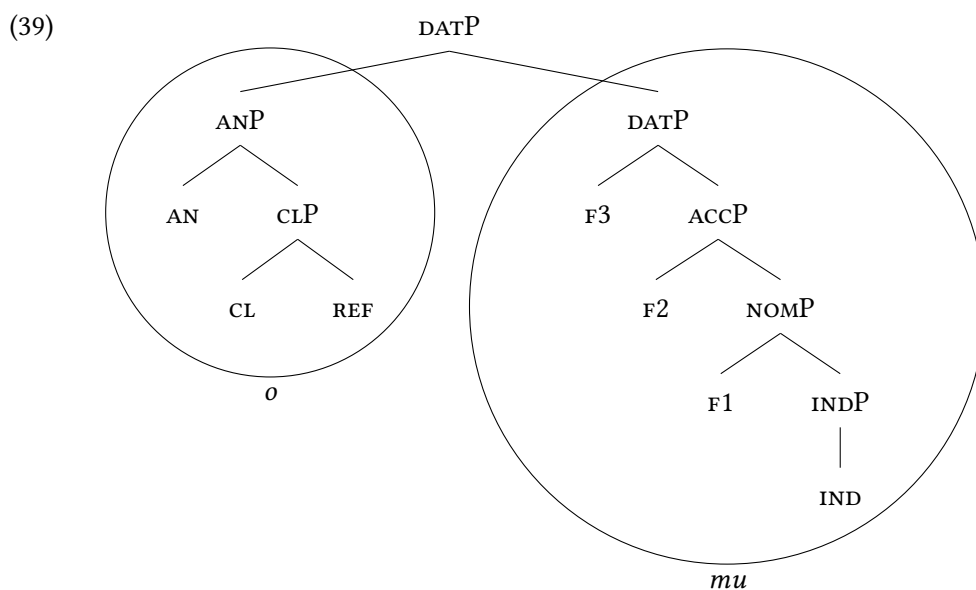 (39)
DATP
ANP DATP
AN CLP F3 ACCP
CL REF F2 NOMP
o
F1 INDP
IND
mu